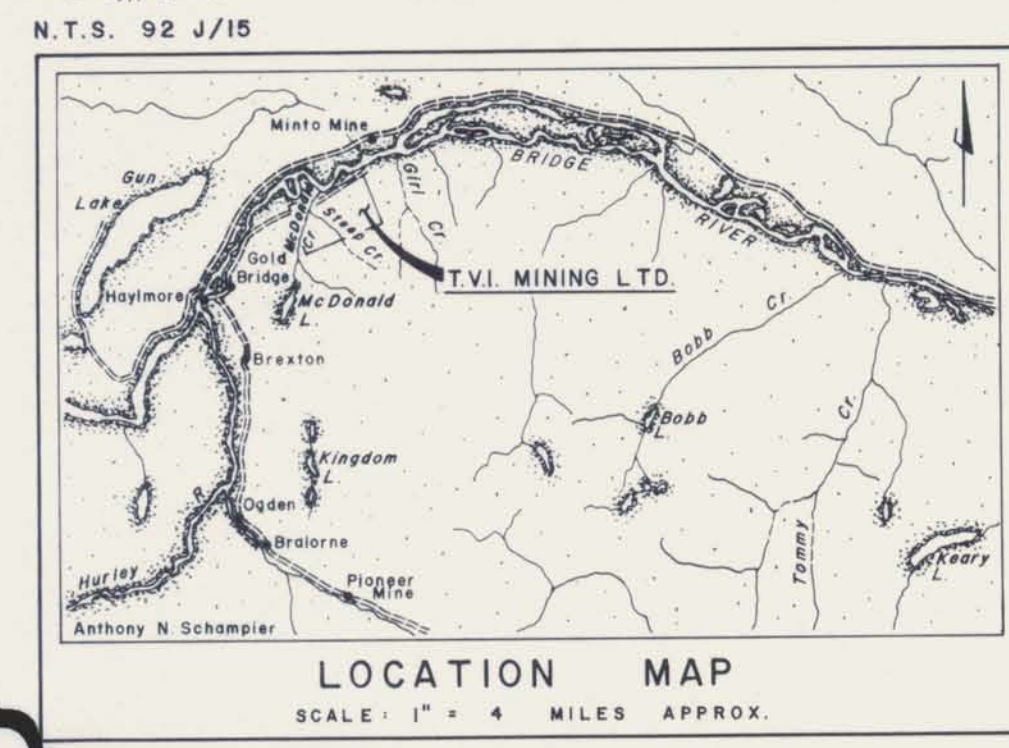 N.T.S. 92 J/15
Minto Mine
Gun
Lake
BRIDGE
RIVER
Girl
Cr.
McDonald
Cr.
Steep Cr.
Gold
Bridge
T.V.I. MINING LTD.
Haylmore
McDonald
L.
Bobb Cr.
Brexton
Bobb
L.
Cr.
Kingdom
L.
R.
Ogden
Bralorne
Tommy
Keary
L.
Hurley
Pioneer
Mine
Anthony N. Schampier
LOCATION MAP
SCALE: 1" = 4 MILES APPROX.